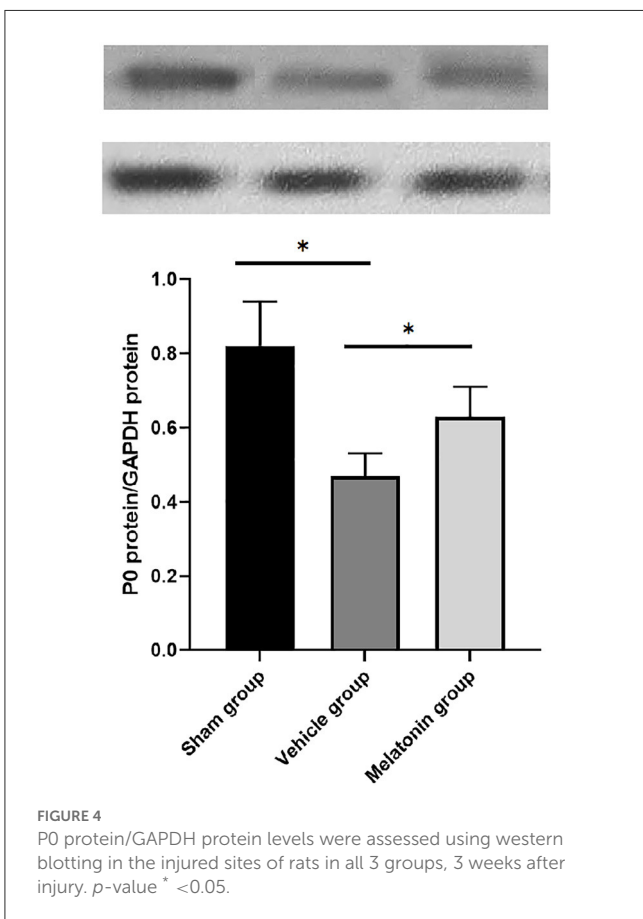 *
*
1.0
0.8
0.6
0.4
0.2
0.0
P0 protein/GAPDH protein
Sham group
Vehicle group
Melatonin group
FIGURE 4
P0 protein/GAPDH protein levels were assessed using western
blotting in the injured sites of rats in all 3 groups, 3 weeks after
injury. p-value * <0.05.